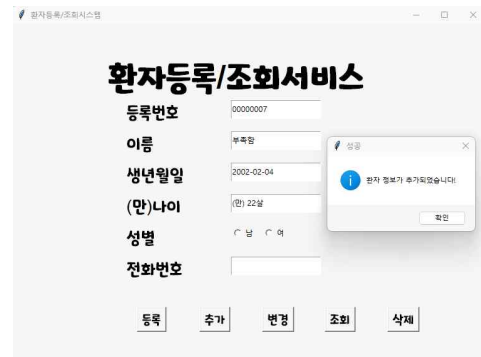 환자등록/조회시스템
환자등록/조회서비스
등록번호
00000007
이름
부족함
생년월일
2002-02-04
(만)나이
(만) 22살
성별
남 여
전화번호
등록 추가 변경 조회 삭제
성공
환자 정보가 추가되었습니다!
확인